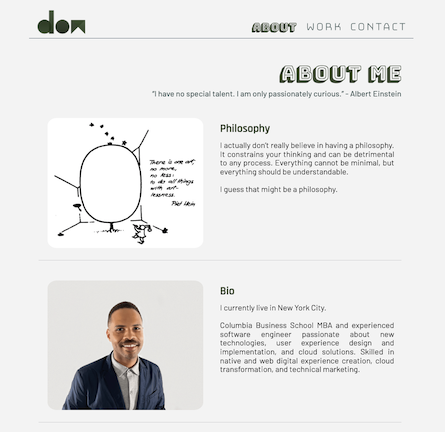 dow
ABOUT WORK CONTACT
ABOUT ME
"I have no special talent. I am only passionately curious." - Albert Einstein
There is one art,
no more,
no less:
to do all things
with art-
lessness.
Piet Hein
Philosophy
I actually don't really believe in having a philosophy.
It constrains your thinking and can be detrimental
to any process. Everything cannot be minimal, but
everything should be understandable.
I guess that might be a philosophy.
Bio
I currently live in New York City.
Columbia Business School MBA and experienced
software engineer passionate about new
technologies, user experience design and
implementation, and cloud solutions. Skilled in
native and web digital experience creation, cloud
transformation, and technical marketing.